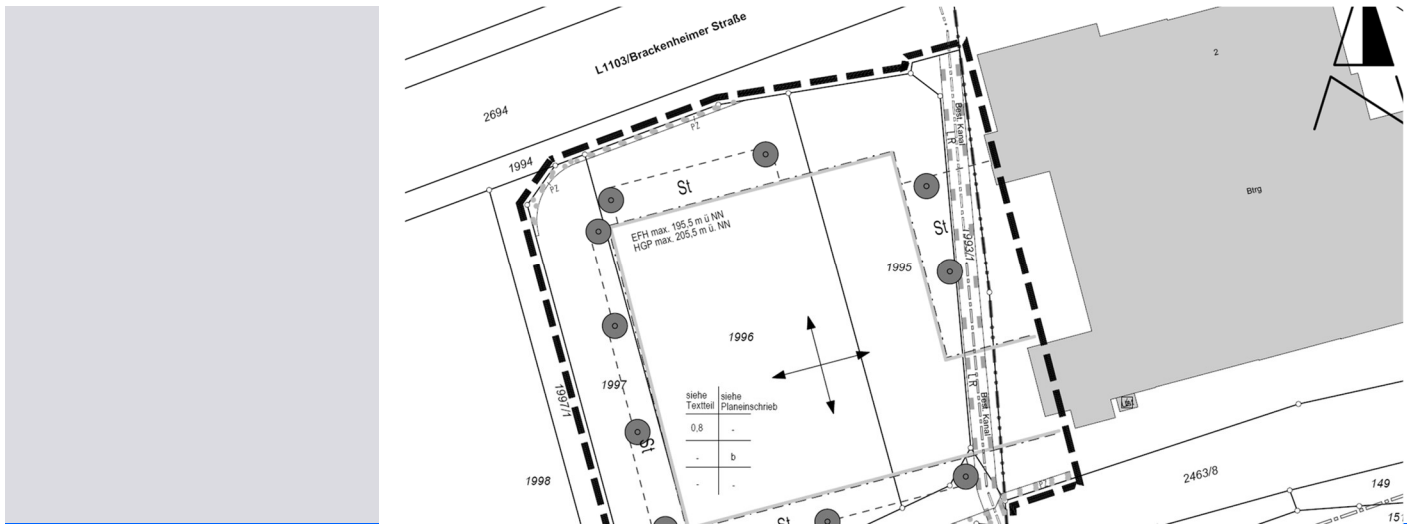 L1103/Brackenheimer Straße
2
2694
PZ
Best. Kanal
LR
1994
PZ
St
Btrg
EFH max. 195,5 m ü NN
HGP max. 205,5 m ü. NN
St
1993/1
1995
1996
1997
1997/1
LR
siehe siehe
Textteil Planeinschrieb
0,8 -
- b
- -
Best. Kanal
St
1998
2463/8
PZ
149
St